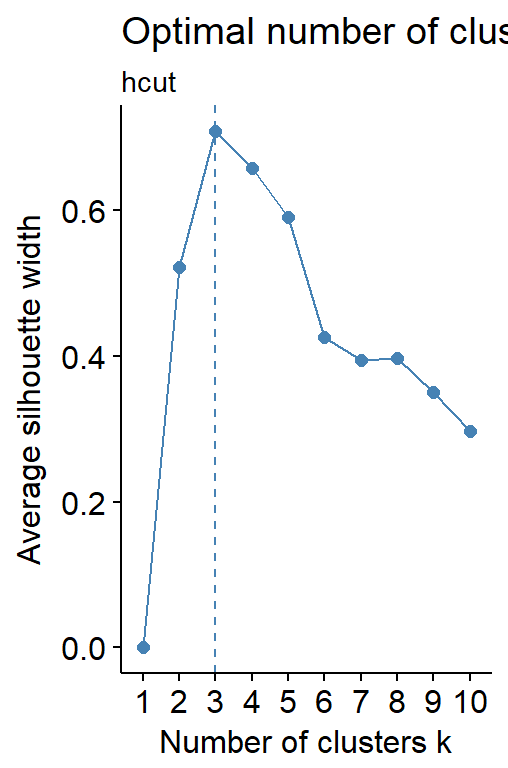 Optimal number of clus
hcut
Average silhouette width
0.6
0.4
0.2
0.0
1 2 3 4 5 6 7 8 9 10
Number of clusters k